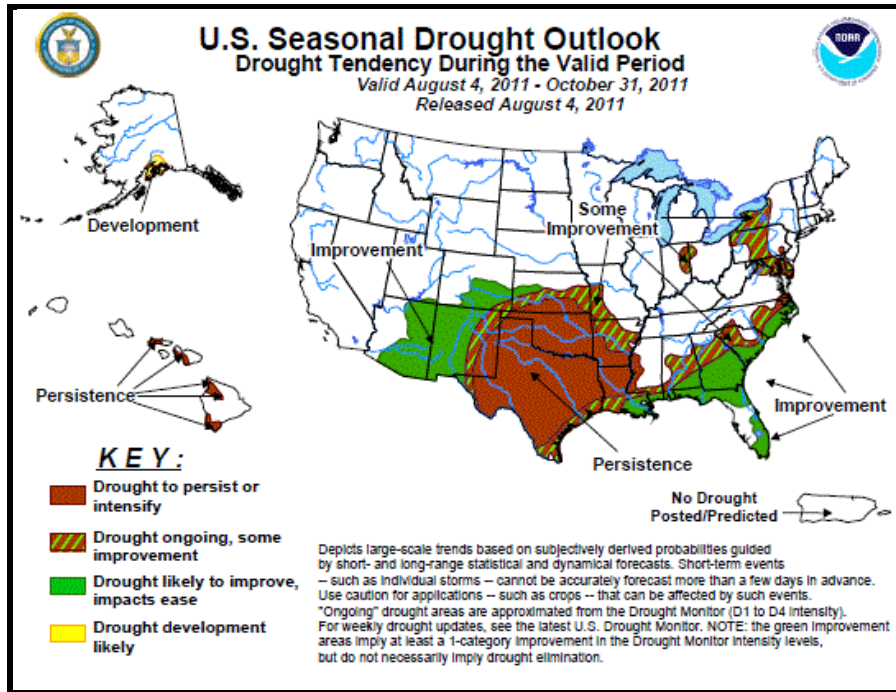 U.S. Seasonal Drought Outlook
Drought Tendency During the Valid Period
Valid August 4, 2011 - October 31, 2011
Released August 4, 2011
NOAA
Development
Improvement
Some
Improvement
Persistence
Improvement
Persistence
No Drought
Posted/Predicted
KEY:
Drought to persist or
intensify
Drought ongoing, some
improvement
Drought likely to improve,
impacts ease
Drought development
likely
Depicts large-scale trends based on subjectively derived probabilities guided
by short- and long-range statistical and dynamical forecasts. Short-term events
-- such as individual storms -- cannot be accurately forecast more than a few days in advance.
Use caution for applications -- such as crops -- that can be affected by such events.
"Ongoing" drought areas are approximated from the Drought Monitor (D1 to D4 intensity).
For weekly drought updates, see the latest U.S. Drought Monitor. NOTE: the green improvement
areas imply at least a 1-category improvement in the Drought Monitor intensity levels,
but do not necessarily imply drought elimination.